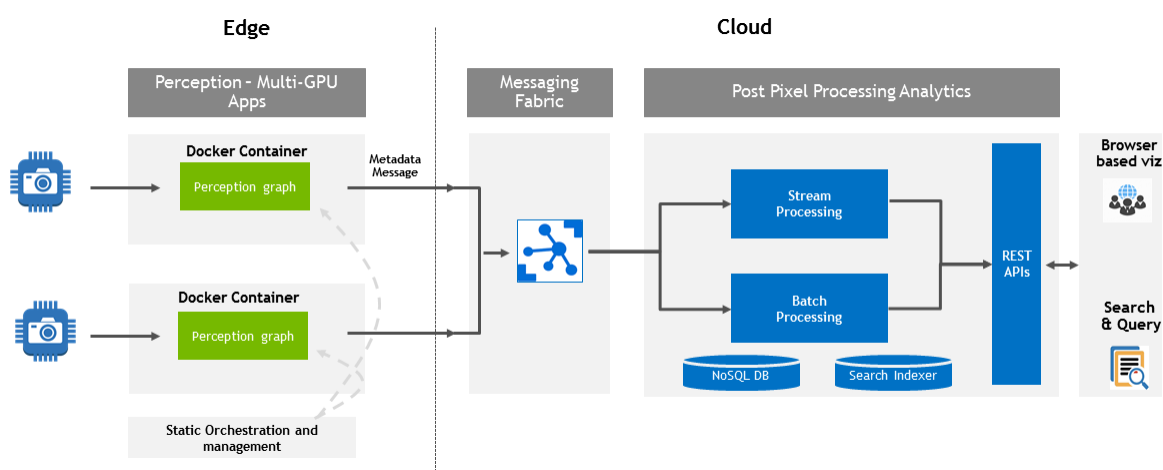 Edge
Cloud
Perception – Multi-GPU
Apps
Messaging
Fabric
Post Pixel Processing Analytics
Docker Container
Perception graph
Metadata
Message
Docker Container
Perception graph
Static Orchestration and
management
Stream
Processing
Batch
Processing
NoSQL DB
Search Indexer
REST
APIs
Browser
based viz
Search
& Query